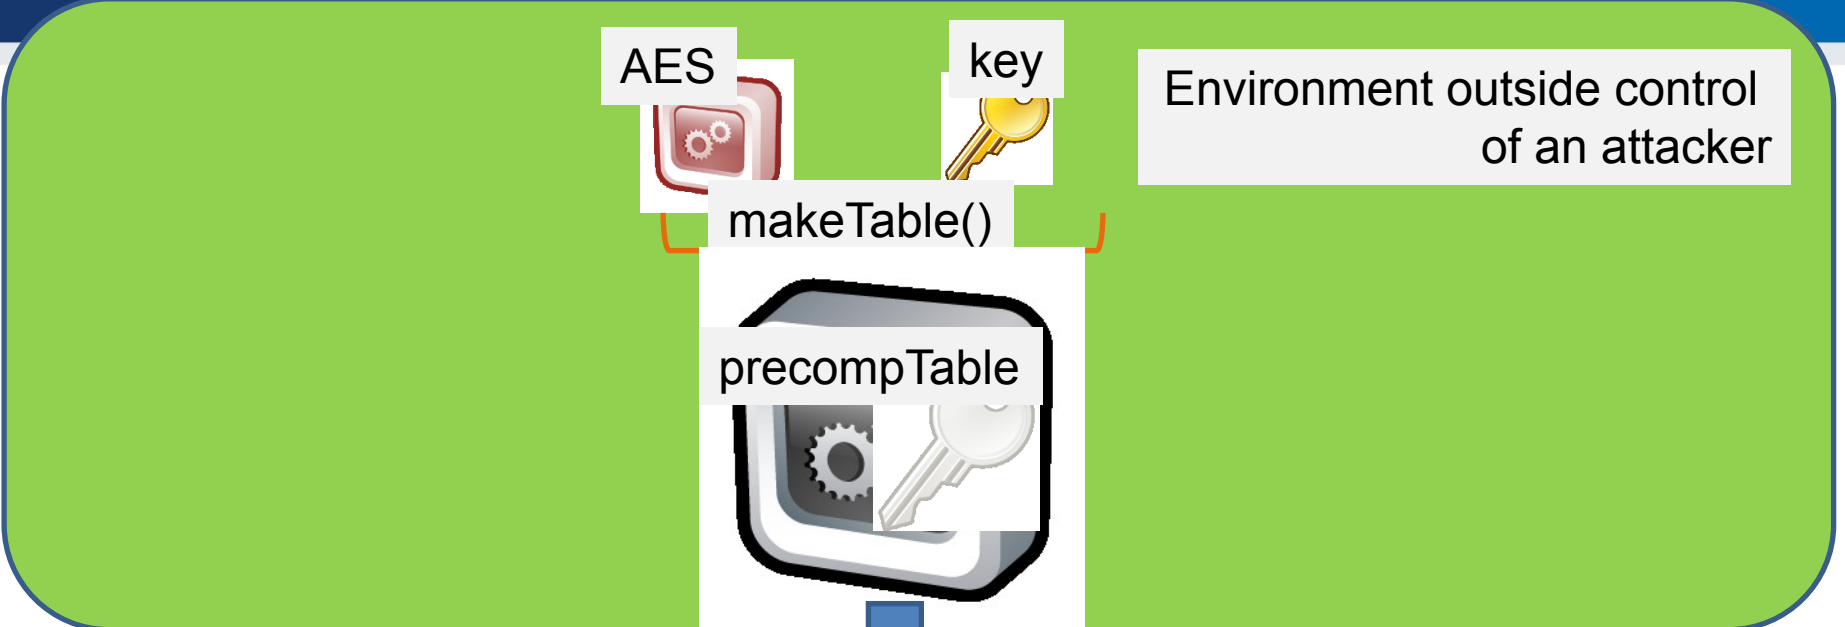 AES
key
Environment outside control
of an attacker
makeTable()
precompTable